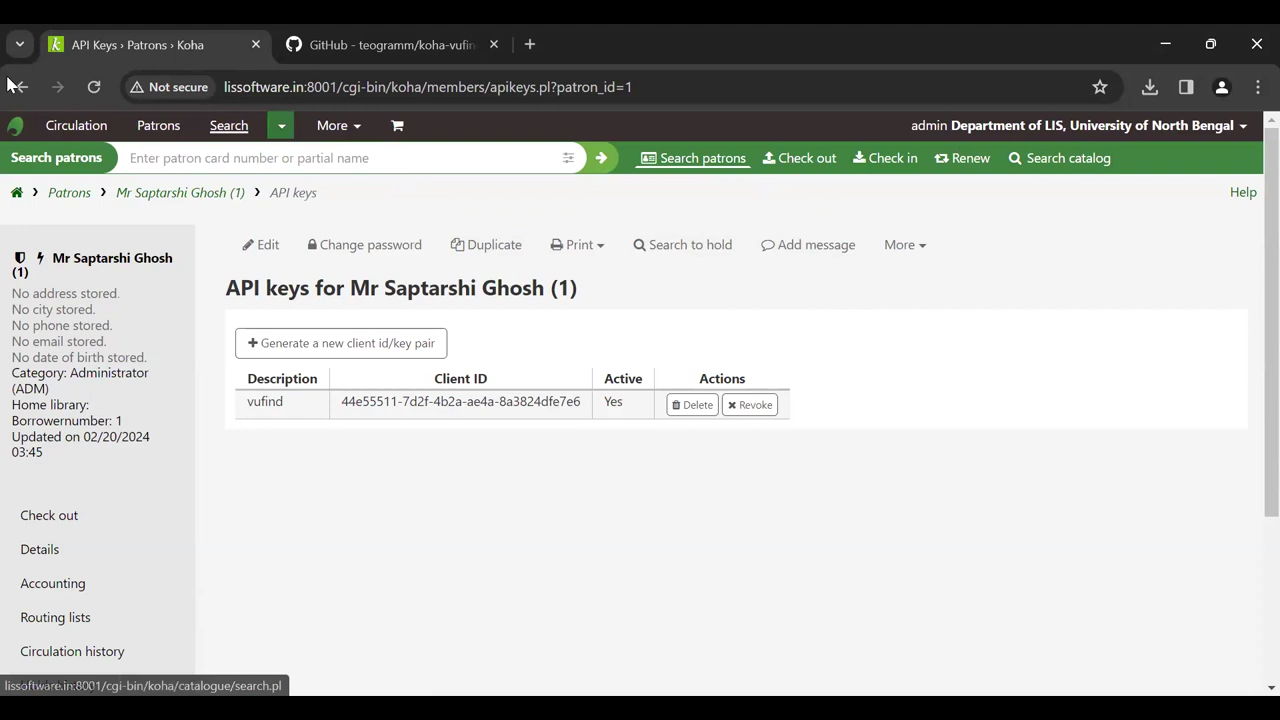 API Keys › Patrons › Koha
GitHub - teogramm/koha-vufin
Not secure
lissoftware.in:8001/cgi-bin/koha/members/apikeys.pl?patron_id=1
Circulation
Patrons
Search
More
admin Department of LIS, University of North Bengal
Search patrons
Enter patron card number or partial name
Search patrons
Check out
Check in
Renew
Search catalog
Patrons
Mr Saptarshi Ghosh (1)
API keys
Help
Mr Saptarshi Ghosh
(1)
No address stored.
No city stored.
No phone stored.
No email stored.
No date of birth stored.
Category: Administrator
(ADM)
Home library:
Borrowernumber: 1
Updated on 02/20/2024
03:45
Check out
Details
Accounting
Routing lists
Circulation history
Edit
Change password
Duplicate
Print
Search to hold
Add message
More
API keys for Mr Saptarshi Ghosh (1)
Generate a new client id/key pair
Description Client ID Active Actions
vufind 44e55511-7d2f-4b2a-ae4a-8a3824dfe7e6 Yes Delete Revoke
lissoftware.in:8001/cgi-bin/koha/catalogue/search.pl